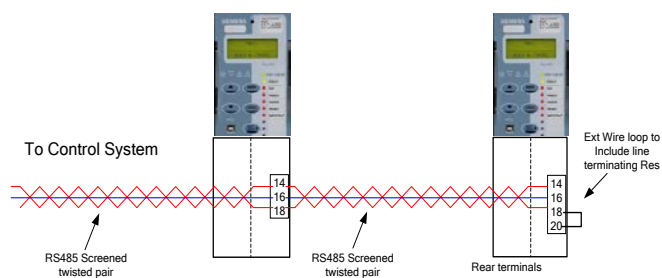 SIEMENS
SIEMENS
To Control System
14
16
18
14
16
18
20
Ext Wire loop to
Include line
terminating Res
RS485 Screened
twisted pair
RS485 Screened
twisted pair
Rear terminals